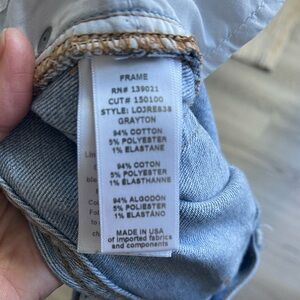 FRAME
RN# 139021
CUT# 150100
STYLE: LOJRE838
GRAYTON
94% COTTON
5% POLYESTER
1% ELASTANE
94% COTON
5% POLYESTER
1% ELASTHANNE
94% ALGODÓN
5% POLIESTER
1% ELASTANO
MADE IN USA
of imported fabrics
and components